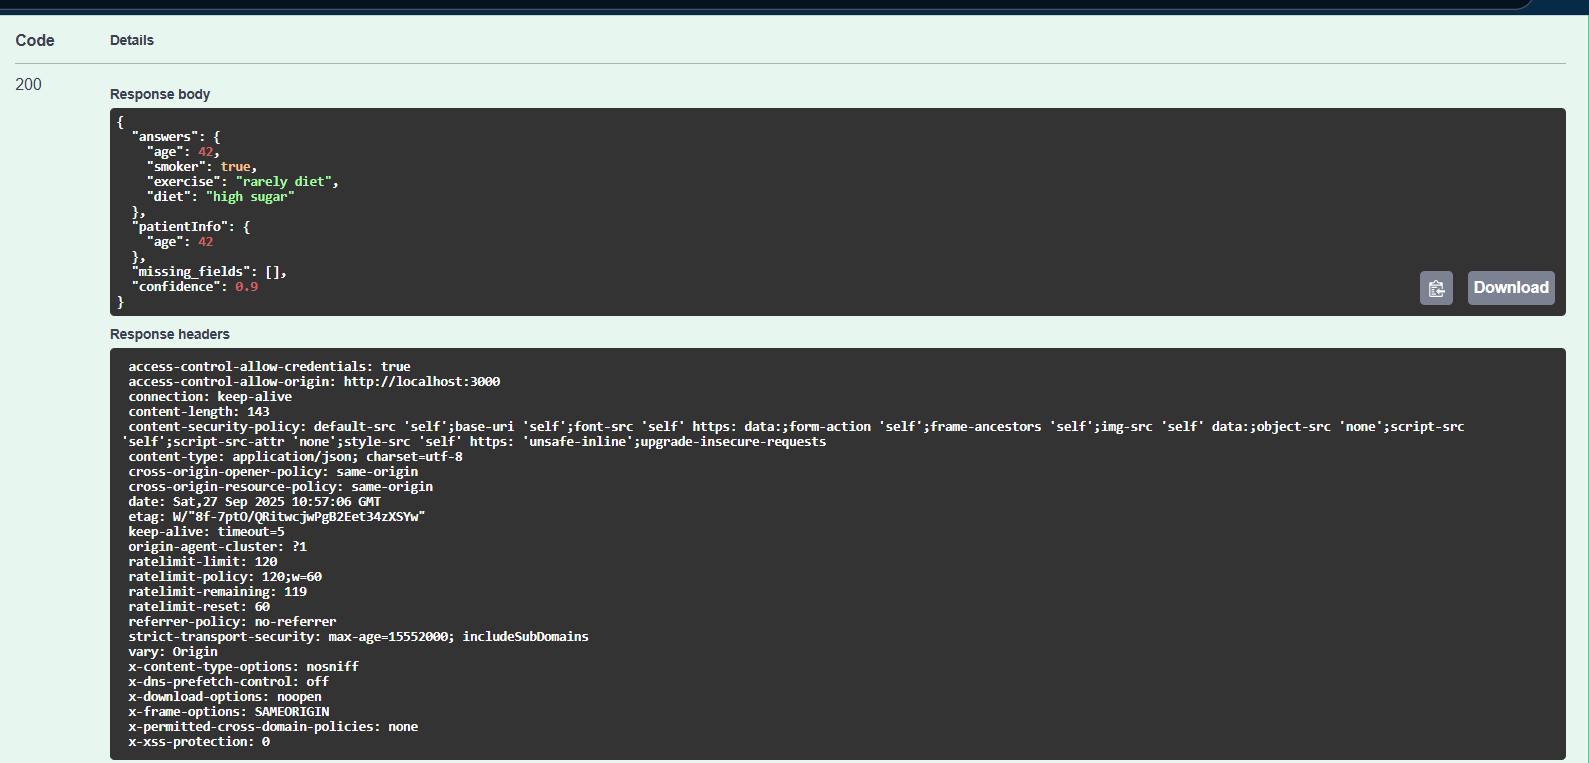 Code Details
200
Response body
{
  "answers": {
    "age": 42,
    "smoker": true,
    "exercise": "rarely diet",
    "diet": "high sugar"
  },
  "patientInfo": {
    "age": 42
  },
  "missing_fields": [],
  "confidence": 0.9
}
Download
Response headers
access-control-allow-credentials: true
access-control-allow-origin: http://localhost:3000
connection: keep-alive
content-length: 143
content-security-policy: default-src 'self';base-uri 'self';font-src 'self' https: data:;form-action 'self';frame-ancestors 'self';img-src 'self' data:;object-src 'none';script-src
'self';script-src-attr 'none';style-src 'self' https: 'unsafe-inline';upgrade-insecure-requests
content-type: application/json; charset=utf-8
cross-origin-opener-policy: same-origin
cross-origin-resource-policy: same-origin
date: Sat,27 Sep 2025 10:57:06 GMT
etag: W/"8f-7ptO/QRitwcjwPgB2Eet34zXSYw"
keep-alive: timeout=5
origin-agent-cluster: ?1
ratelimit-limit: 120
ratelimit-policy: 120;w=60
ratelimit-remaining: 119
ratelimit-reset: 60
referrer-policy: no-referrer
strict-transport-security: max-age=15552000; includeSubDomains
vary: Origin
x-content-type-options: nosniff
x-dns-prefetch-control: off
x-download-options: noopen
x-frame-options: SAMEORIGIN
x-permitted-cross-domain-policies: none
x-xss-protection: 0